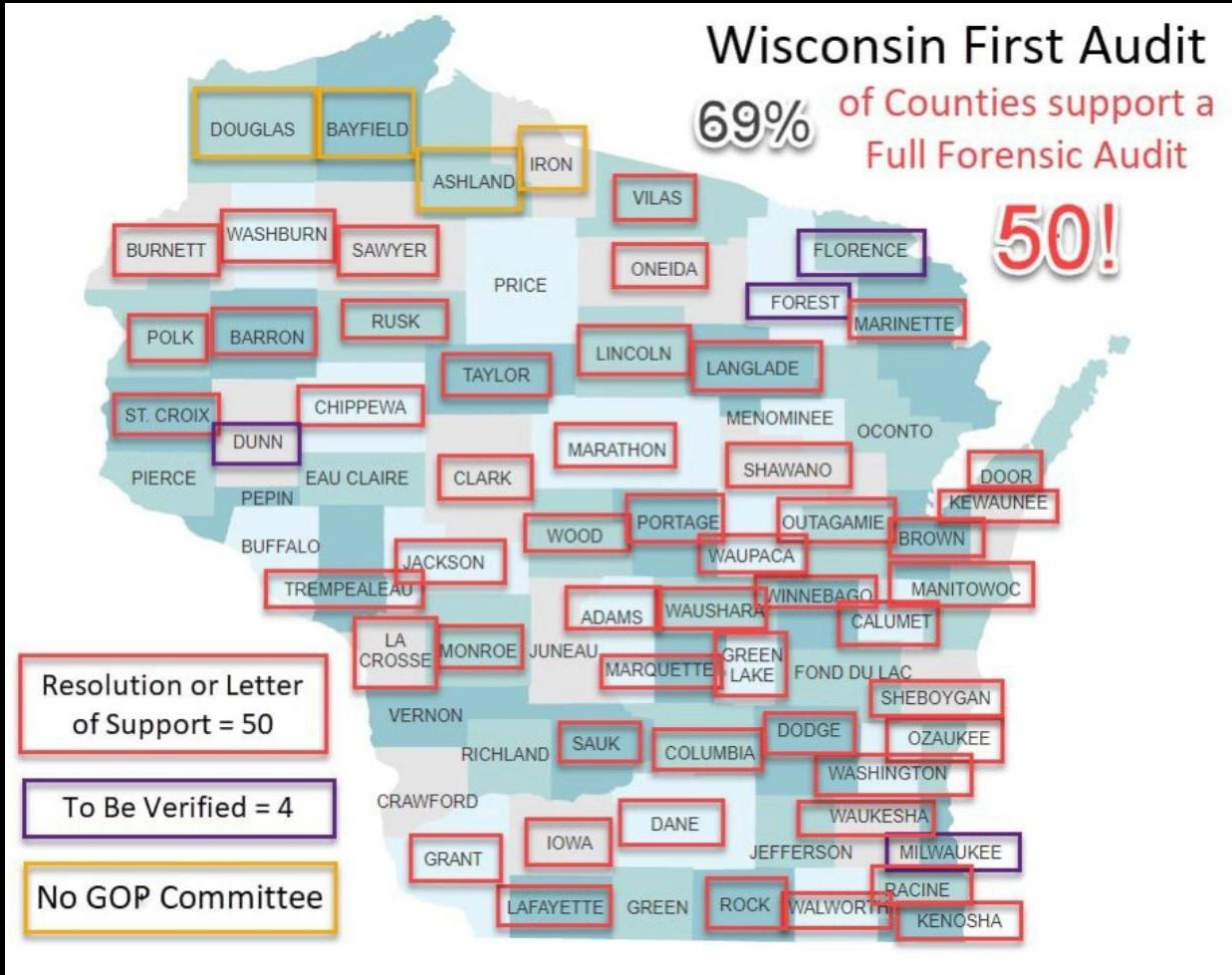 Wisconsin First Audit
69%
of Counties support a
Full Forensic Audit
50!
DOUGLAS
BAYFIELD
ASHLAND
IRON
VILAS
BURNETT
WASHBURN
SAWYER
PRICE
ONEIDA
FLORENCE
FOREST
MARINETTE
POLK
BARRON
RUSK
TAYLOR
LINCOLN
LANGLADE
ST. CROIX
DUNN
CHIPPEWA
MARATHON
MENOMINEE
OCONTO
PIERCE
PEPIN
EAU CLAIRE
CLARK
SHAWANO
DOOR
KEWAUNEE
BUFFALO
JACKSON
WOOD
PORTAGE
WAUPACA
OUTAGAMIE
BROWN
TREMPEALEAU
ADAMS
WAUSHARA
WINNEBAGO
CALUMET
MANITOWOC
LA
CROSSE
MONROE
JUNEAU
MARQUETTE
GREEN
LAKE
FOND DU LAC
SHEBOYGAN
VERNON
RICHLAND
SAUK
COLUMBIA
DODGE
OZAUKEE
WASHINGTON
CRAWFORD
GRANT
IOWA
DANE
JEFFERSON
WAUKESHA
MILWAUKEE
LAFAYETTE
GREEN
ROCK
WALWORTH
RACINE
KENOSHA
Resolution or Letter
of Support = 50
To Be Verified = 4
No GOP Committee